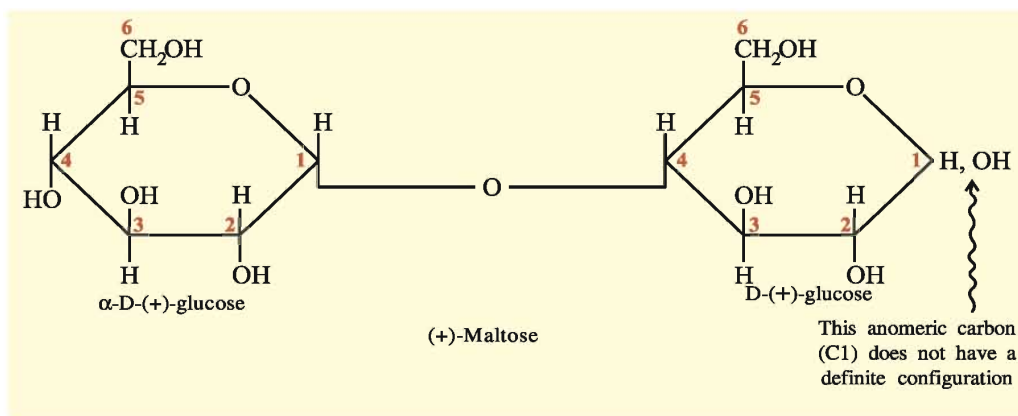 6 6
CH₂OH CH₂OH
O O
5 5
H H H H H
4 1 4 1 H, OH
O
HO OH H OH H
3 2 3 2
H OH H OH
α-D-(+)-glucose D-(+)-glucose
(+)-Maltose
This anomeric carbon
(C1) does not have a
definite configuration